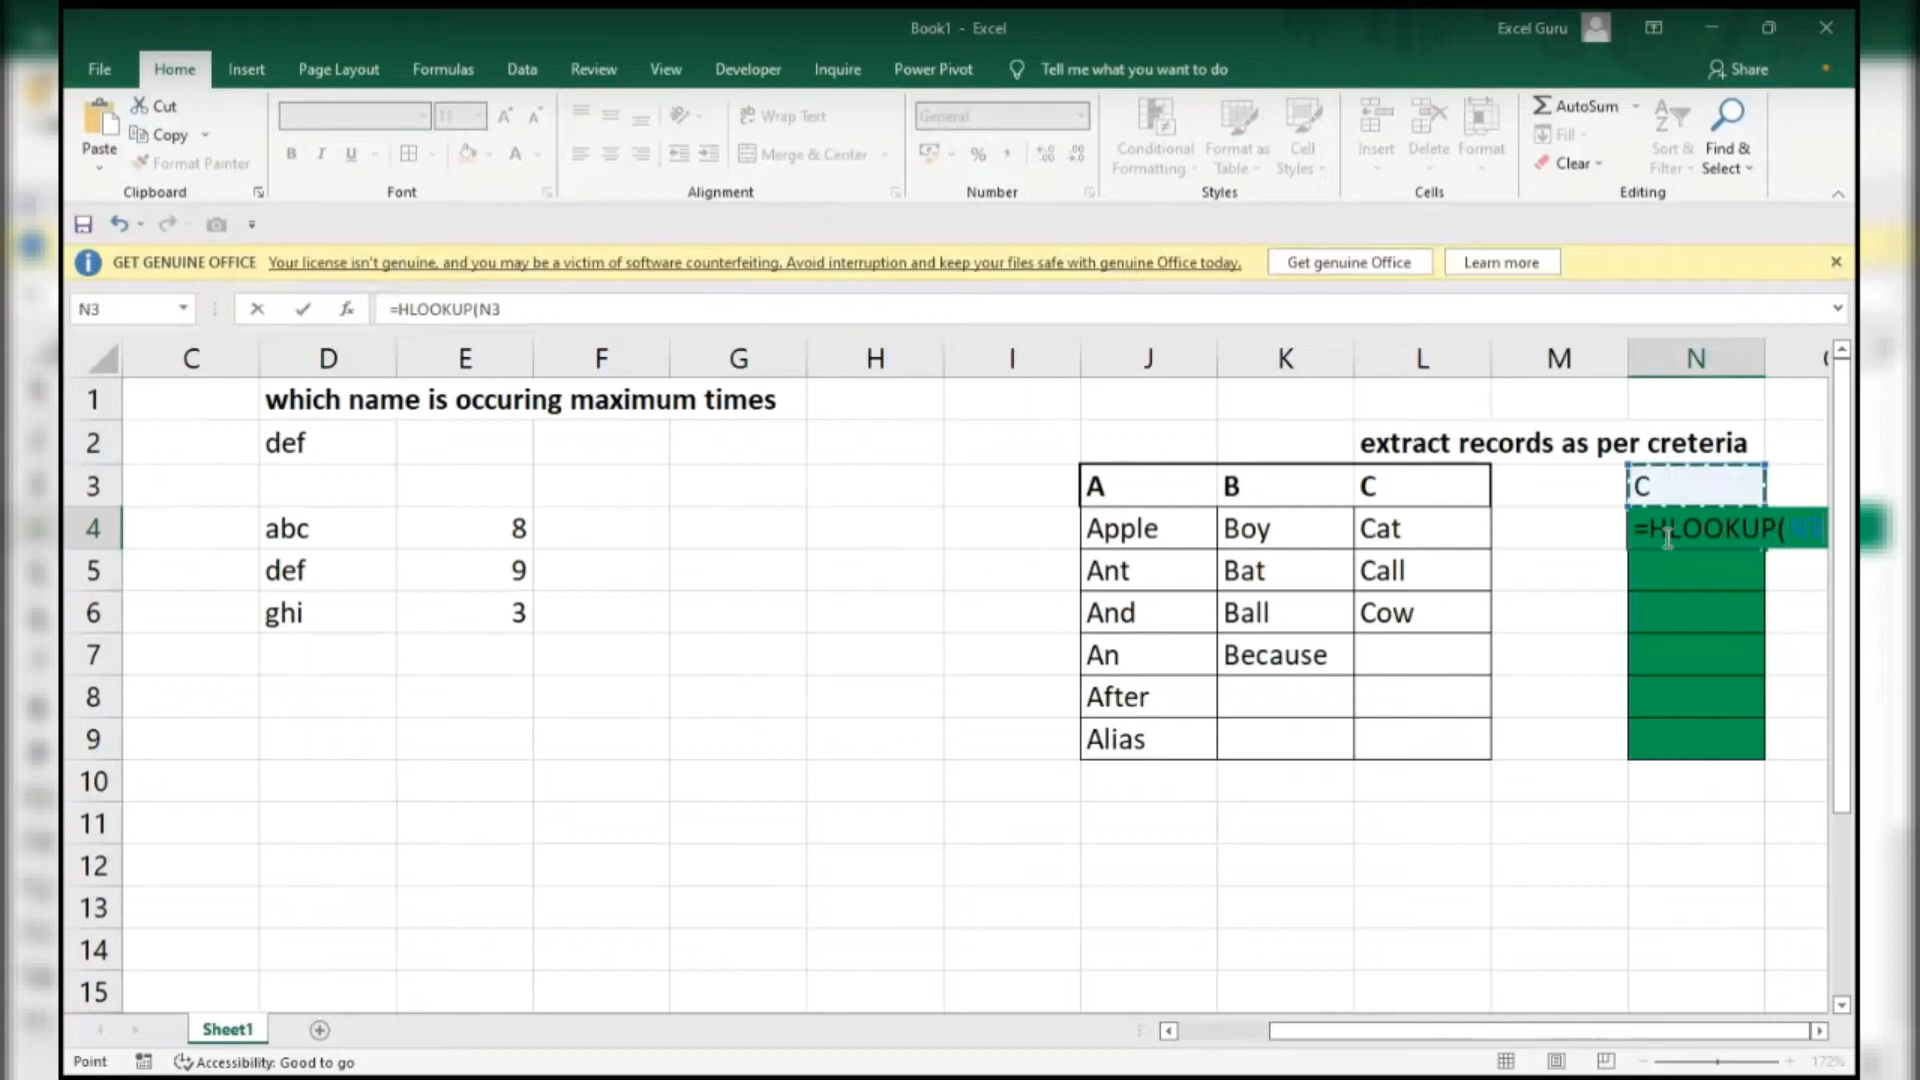 Book1 - Excel
Excel Guru
File Home Insert Page Layout Formulas Data Review View Developer Inquire Power Pivot Tell me what you want to do Share
Paste
Cut
Copy
Format Painter
Clipboard
11
B I U
Font
Wrap Text
Merge & Center
Alignment
General
Number
Conditional Formatting
Format as Table
Cell Styles
Styles
Insert Delete Format
Cells
AutoSum
Fill
Clear
Sort & Filter
Find & Select
Editing
GET GENUINE OFFICE Your license isn't genuine, and you may be a victim of software counterfeiting. Avoid interruption and keep your files safe with genuine Office today. Get genuine Office Learn more
N3 fx =HLOOKUP(N3
C D E F G H I J K L M N
1 which name is occuring maximum times
2 def extract records as per creteria
3 A B C C
4 abc 8 Apple Boy Cat =HLOOKUP(
5 def 9 Ant Bat Call
6 ghi 3 And Ball Cow
7 An Because
8 After
9 Alias
10
11
12
13
14
15
Sheet1
Point Accessibility: Good to go 172%